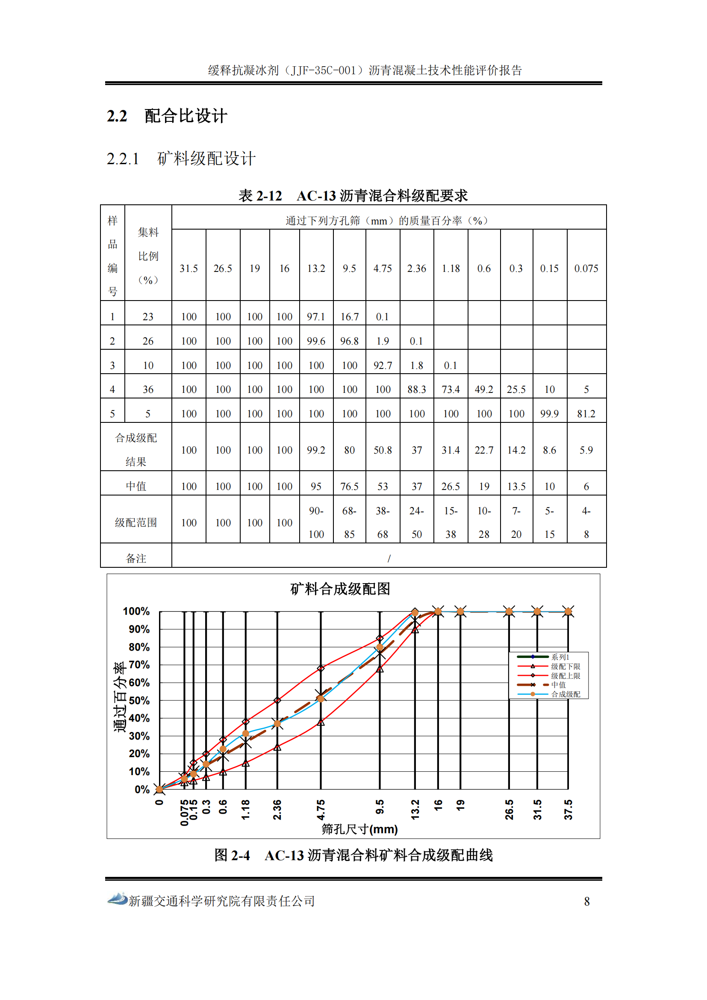 缓释抗凝冰剂（JJF-35C-001）沥青混凝土技术性能评价报告
2.2 配合比设计
2.2.1 矿料级配设计
表 2-12 AC-13 沥青混合料级配要求
样品编号 集料比例（%） 通过下列方孔筛（mm）的质量百分率（%）
31.5 26.5 19 16 13.2 9.5 4.75 2.36 1.18 0.6 0.3 0.15 0.075
1 23 100 100 100 100 97.1 16.7 0.1
2 26 100 100 100 100 99.6 96.8 1.9 0.1
3 10 100 100 100 100 100 100 92.7 1.8 0.1
4 36 100 100 100 100 100 100 100 88.3 73.4 49.2 25.5 10 5
5 5 100 100 100 100 100 100 100 100 100 100 100 99.9 81.2
合成级配结果 100 100 100 100 99.2 80 50.8 37 31.4 22.7 14.2 8.6 5.9
中值 100 100 100 100 95 76.5 53 37 26.5 19 13.5 10 6
级配范围 100 100 100 100 90-100 68-85 38-68 24-50 15-38 10-28 7-20 5-15 4-8
备注 /
矿料合成级配图
通过百分率
100%
90%
80%
70%
60%
50%
40%
30%
20%
10%
0%
系列1
级配下限
级配上限
中值
合成级配
0 0.075 0.15 0.3 0.6 1.18 2.36 4.75 9.5 13.2 16 19 26.5 31.5 37.5
筛孔尺寸(mm)
图 2-4 AC-13 沥青混合料矿料合成级配曲线
新疆交通科学研究院有限责任公司 8